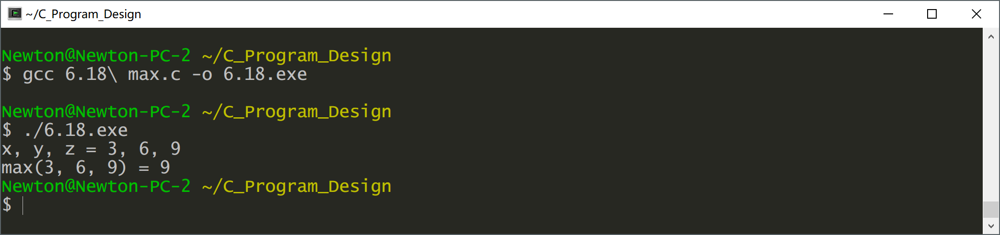 ~/C_Program_Design
Newton@Newton-PC-2 ~/C_Program_Design
$ gcc 6.18\ max.c -o 6.18.exe
Newton@Newton-PC-2 ~/C_Program_Design
$ ./6.18.exe
x, y, z = 3, 6, 9
max(3, 6, 9) = 9
Newton@Newton-PC-2 ~/C_Program_Design
$